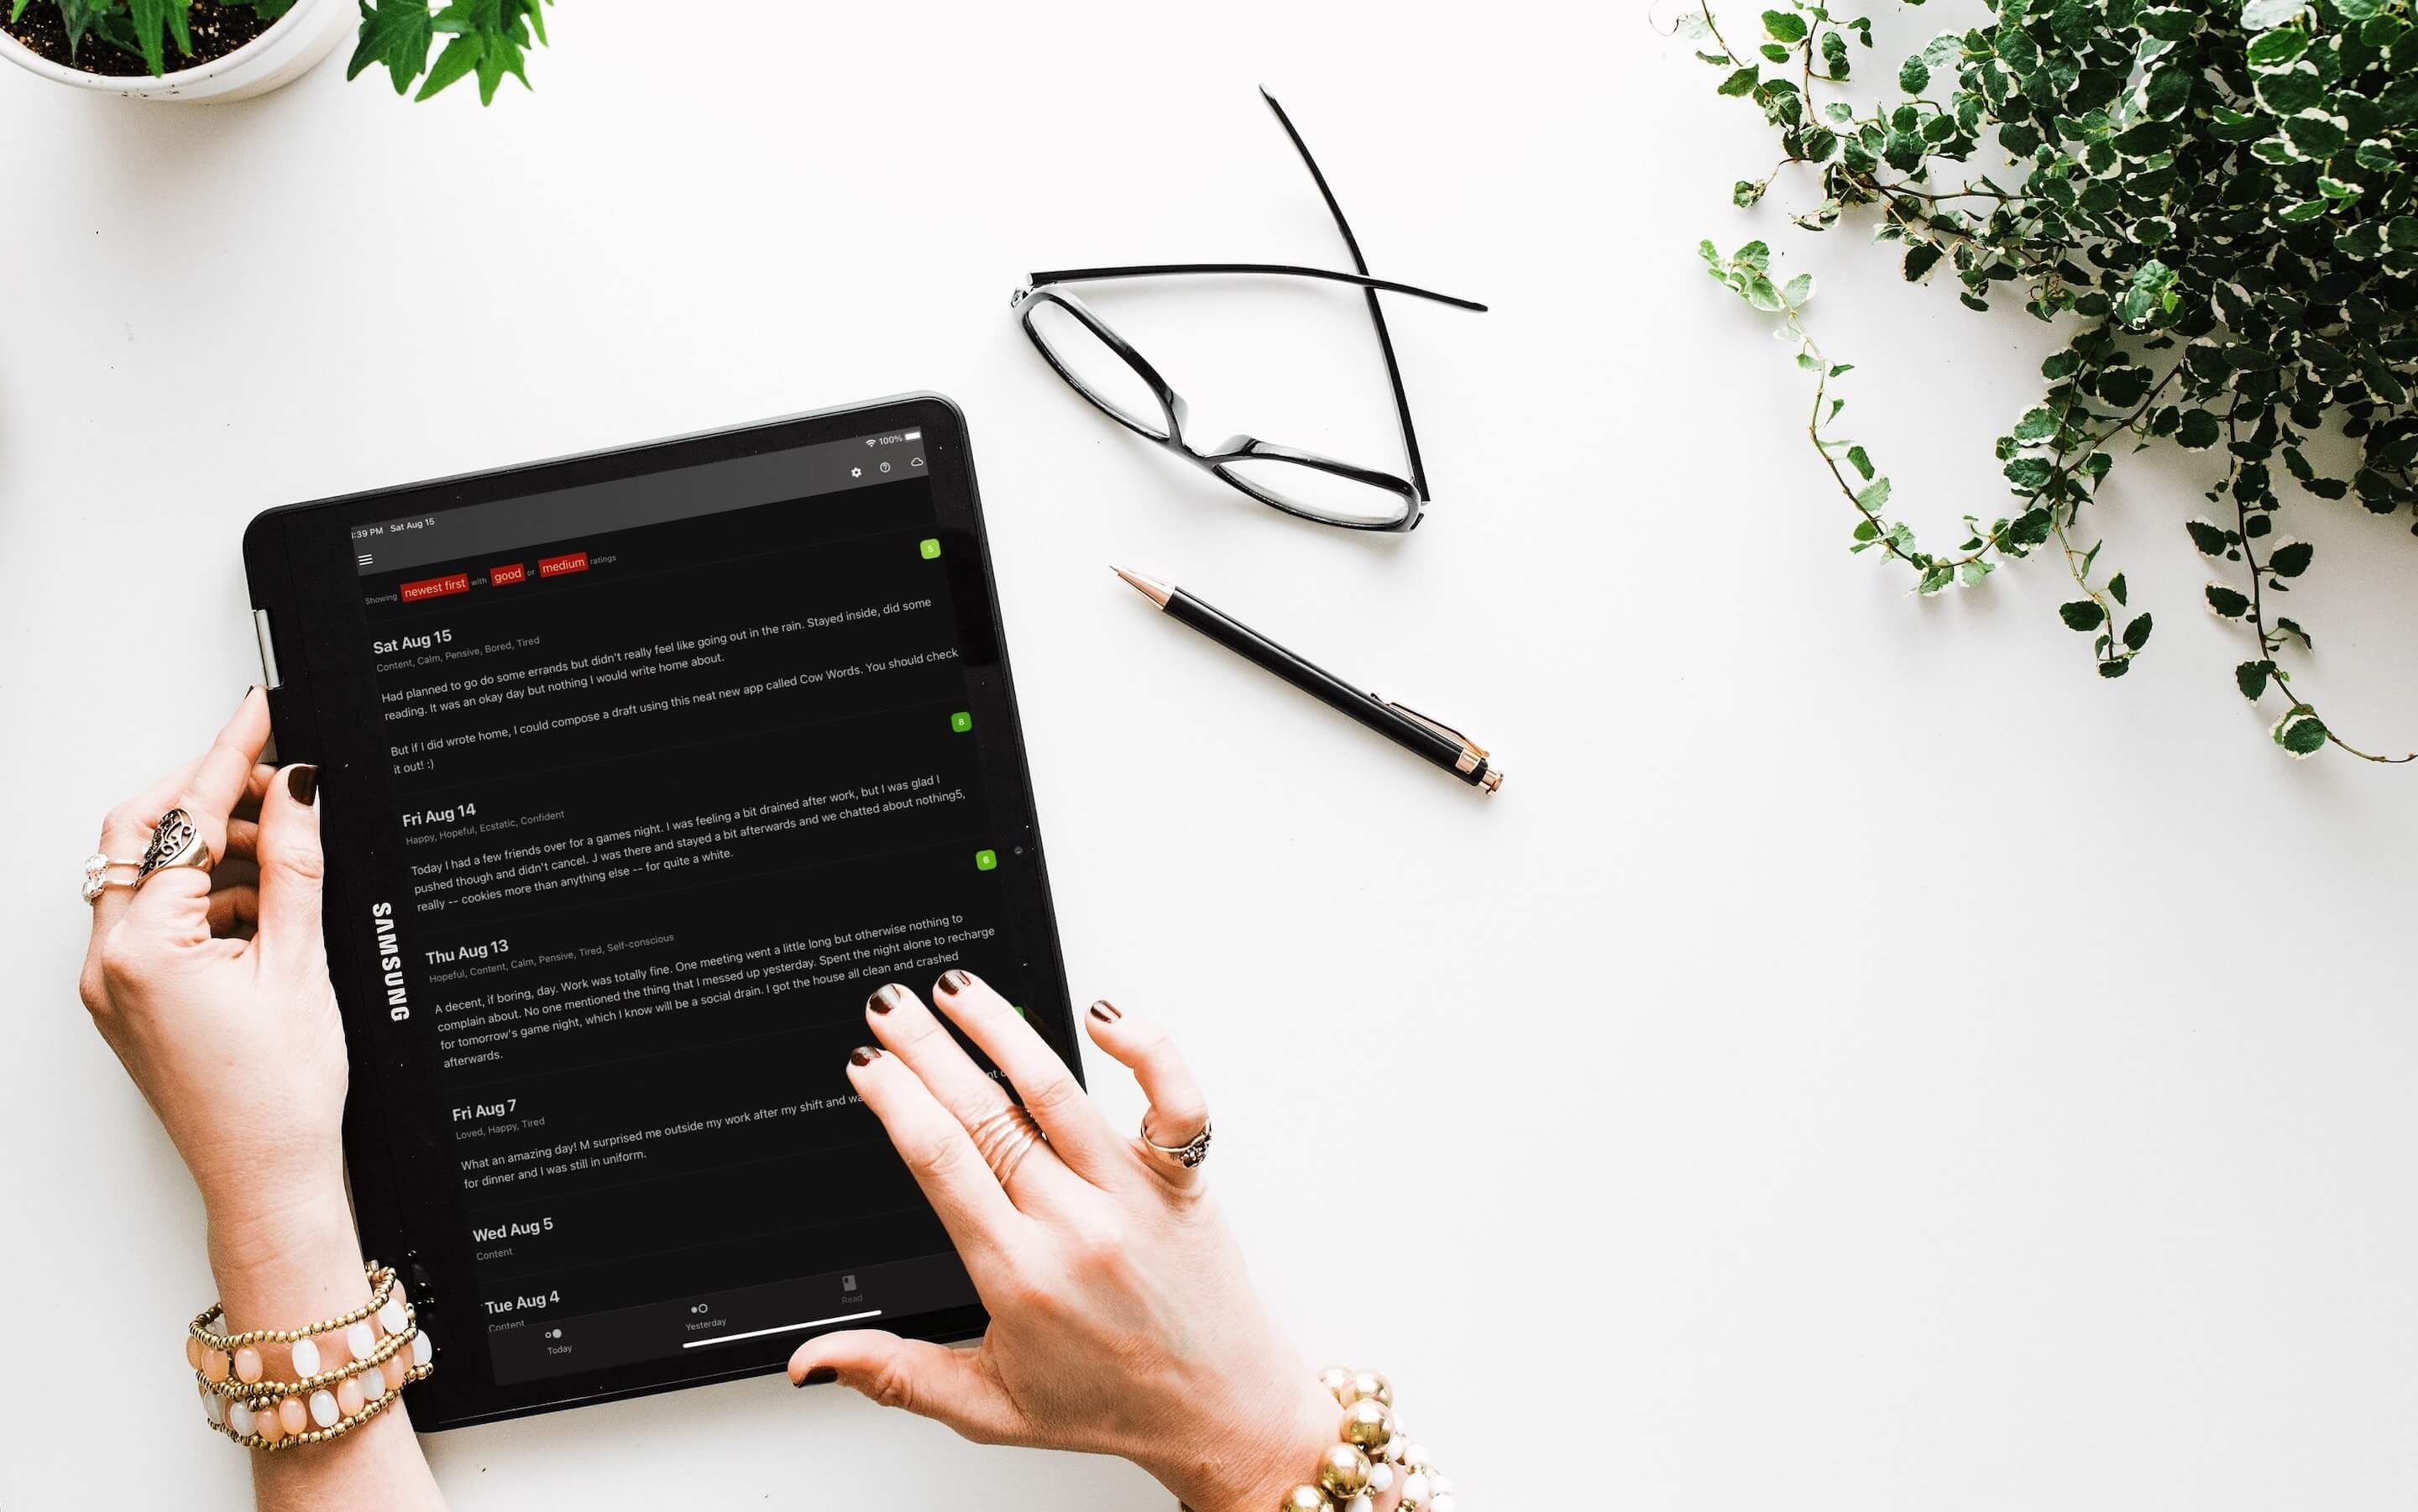 :39 PM Sat Aug 15
100%
Showing newest first with good or medium ratings
5
Sat Aug 15
Content, Calm, Pensive, Bored, Tired
Had planned to go do some errands but didn't really feel like going out in the rain. Stayed inside, did some
reading. It was an okay day but nothing I would write home about.
But if I did wrote home, I could compose a draft using this neat new app called Cow Words. You should check
it out! :)
8
Fri Aug 14
Happy, Hopeful, Ecstatic, Confident
Today I had a few friends over for a games night. I was feeling a bit drained after work, but I was glad I
pushed though and didn't cancel. J was there and stayed a bit afterwards and we chatted about nothing5,
really -- cookies more than anything else -- for quite a white.
6
Thu Aug 13
Hopeful, Content, Calm, Pensive, Tired, Self-conscious
A decent, if boring, day. Work was totally fine. One meeting went a little long but otherwise nothing to
complain about. No one mentioned the thing that I messed up yesterday. Spent the night alone to recharge
for tomorrow's game night, which I know will be a social drain. I got the house all clean and crashed
afterwards.
Fri Aug 7
Loved, Happy, Tired
What an amazing day! M surprised me outside my work after my shift and
for dinner and I was still in uniform.
Wed Aug 5
Content
Tue Aug 4
Content
Today
Yesterday
Read
SAMSUNG